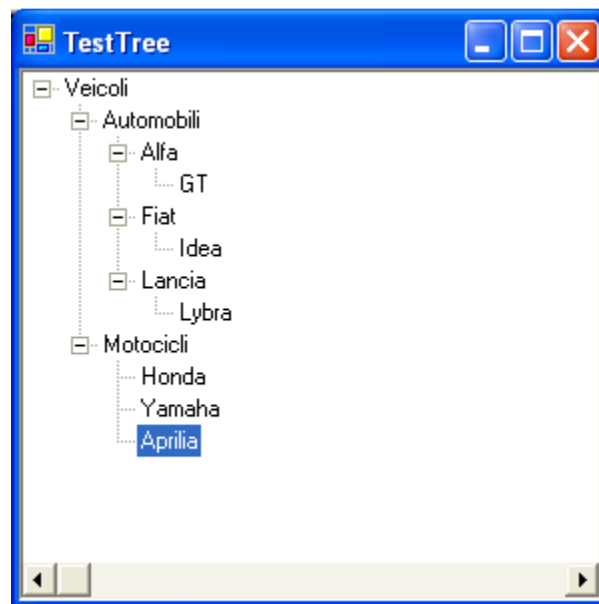 TestTree
Veicoli
Automobili
Alfa
GT
Fiat
Idea
Lancia
Lybra
Motocicli
Honda
Yamaha
Aprilia